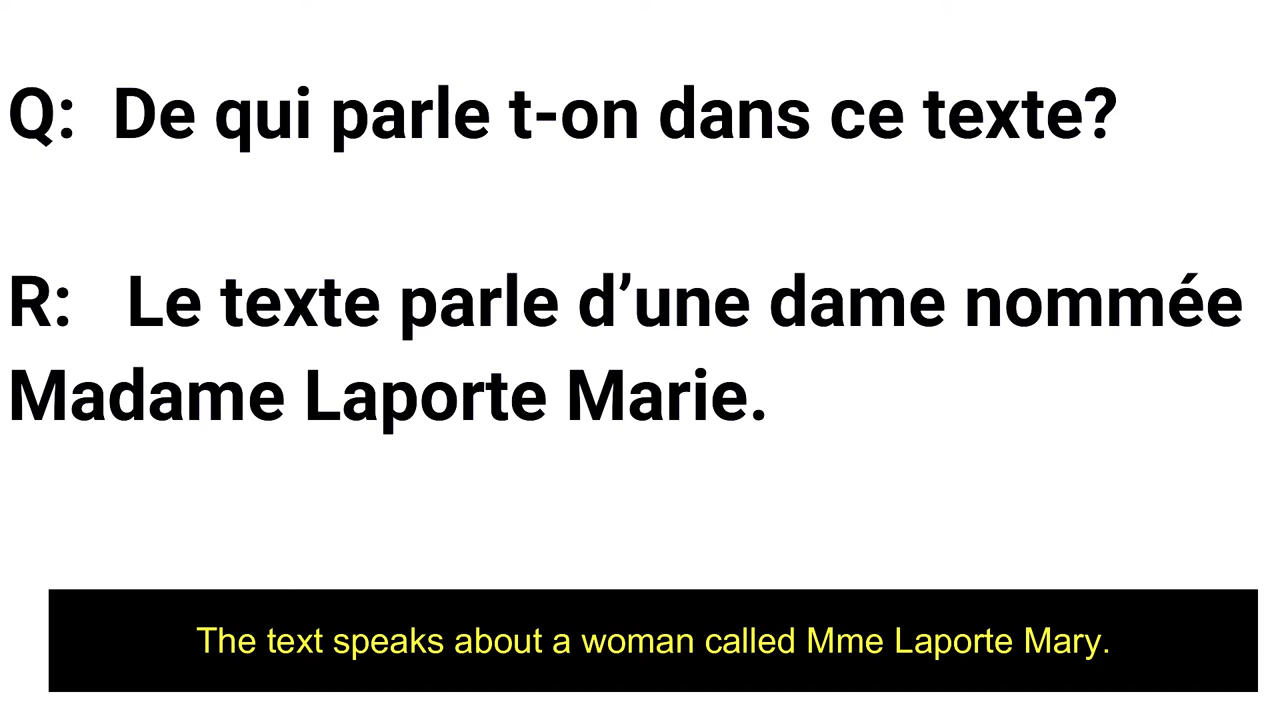 Q: De qui parle t-on dans ce texte?
R: Le texte parle d’une dame nommée
Madame Laporte Marie.
The text speaks about a woman called Mme Laporte Mary.